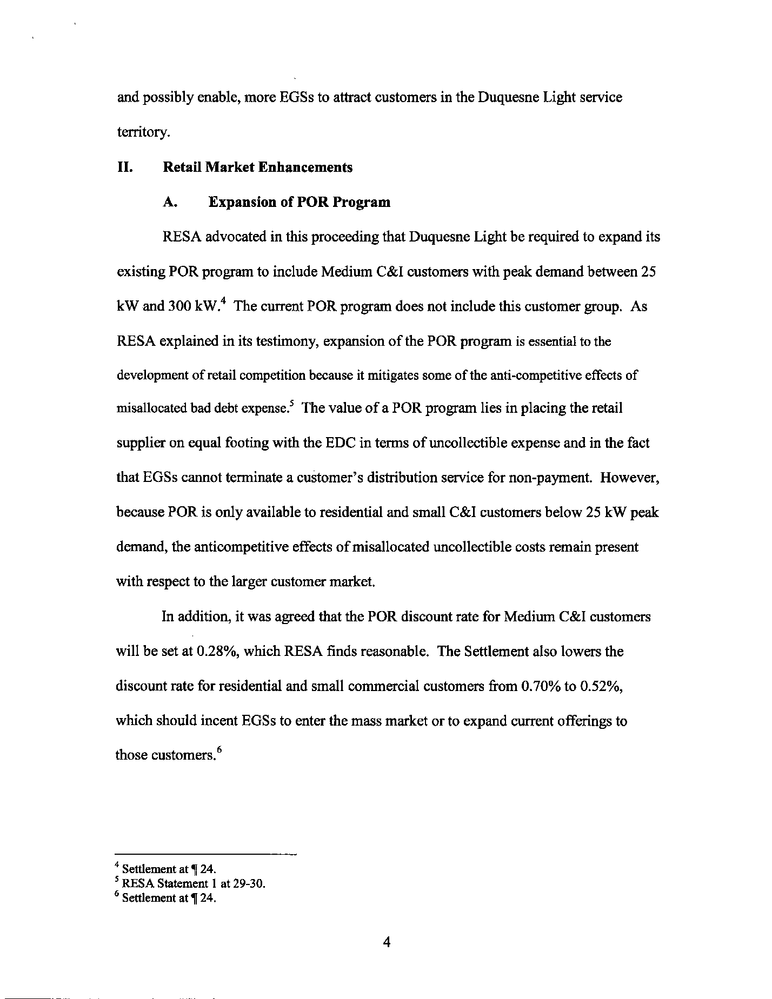 and possibly enable, more EGSs to attract customers in the Duquesne Light service
territory.
II. Retail Market Enhancements
A. Expansion of POR Program
RESA advocated in this proceeding that Duquesne Light be required to expand its
existing POR program to include Medium C&I customers with peak demand between 25
kW and 300 kW.⁴ The current POR program does not include this customer group. As
RESA explained in its testimony, expansion of the POR program is essential to the
development of retail competition because it mitigates some of the anti-competitive effects of
misallocated bad debt expense.⁵ The value of a POR program lies in placing the retail
supplier on equal footing with the EDC in terms of uncollectible expense and in the fact
that EGSs cannot terminate a customer's distribution service for non-payment. However,
because POR is only available to residential and small C&I customers below 25 kW peak
demand, the anticompetitive effects of misallocated uncollectible costs remain present
with respect to the larger customer market.
In addition, it was agreed that the POR discount rate for Medium C&I customers
will be set at 0.28%, which RESA finds reasonable. The Settlement also lowers the
discount rate for residential and small commercial customers from 0.70% to 0.52%,
which should incent EGSs to enter the mass market or to expand current offerings to
those customers.⁶
⁴ Settlement at ¶ 24.
⁵ RESA Statement 1 at 29-30.
⁶ Settlement at ¶ 24.
4